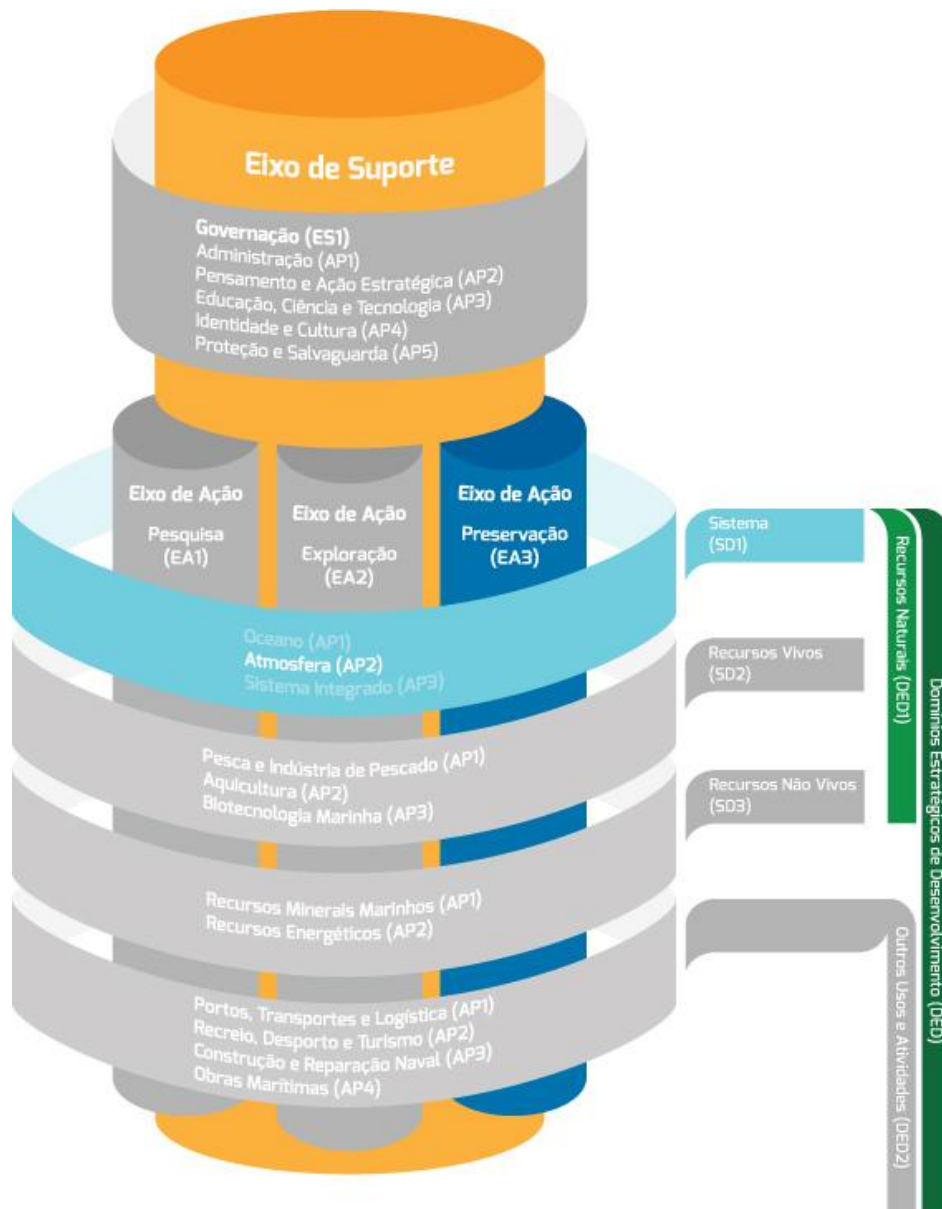 Eixo de Suporte
Governação (ES1)
Administração (AP1)
Pensamento e Ação Estratégica (AP2)
Educação, Ciência e Tecnologia (AP3)
Identidade e Cultura (AP4)
Proteção e Salvaguarda (AP5)
Eixo de Ação
Pesquisa
(EA1)
Eixo de Ação
Exploração
(EA2)
Eixo de Ação
Preservação
(EA3)
Oceano (AP1)
Atmosfera (AP2)
Sistema Integrado (AP3)
Pesca e Indústria de Pescado (AP1)
Aquicultura (AP2)
Biotecnologia Marinha (AP3)
Recursos Minerais Marinhos (AP1)
Recursos Energéticos (AP2)
Portos, Transportes e Logística (AP1)
Recreio, Desporto e Turismo (AP2)
Construção e Reparação Naval (AP3)
Obras Marítimas (AP4)
Sistema
(SD1)
Recursos Vivos
(SD2)
Recursos Não Vivos
(SD3)
Recursos Naturais (DED1)
Outros Usos e Atividades (DED2)
Domínios Estratégicos de Desenvolvimento (DED)